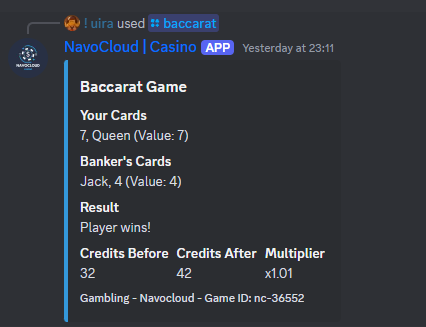 ! uira used baccarat
NAVOCLOUD
NavoCloud | Casino APP Yesterday at 23:11
Baccarat Game
Your Cards
7, Queen (Value: 7)
Banker's Cards
Jack, 4 (Value: 4)
Result
Player wins!
Credits Before Credits After Multiplier
32 42 x1.01
Gambling - Navocloud - Game ID: nc-36552